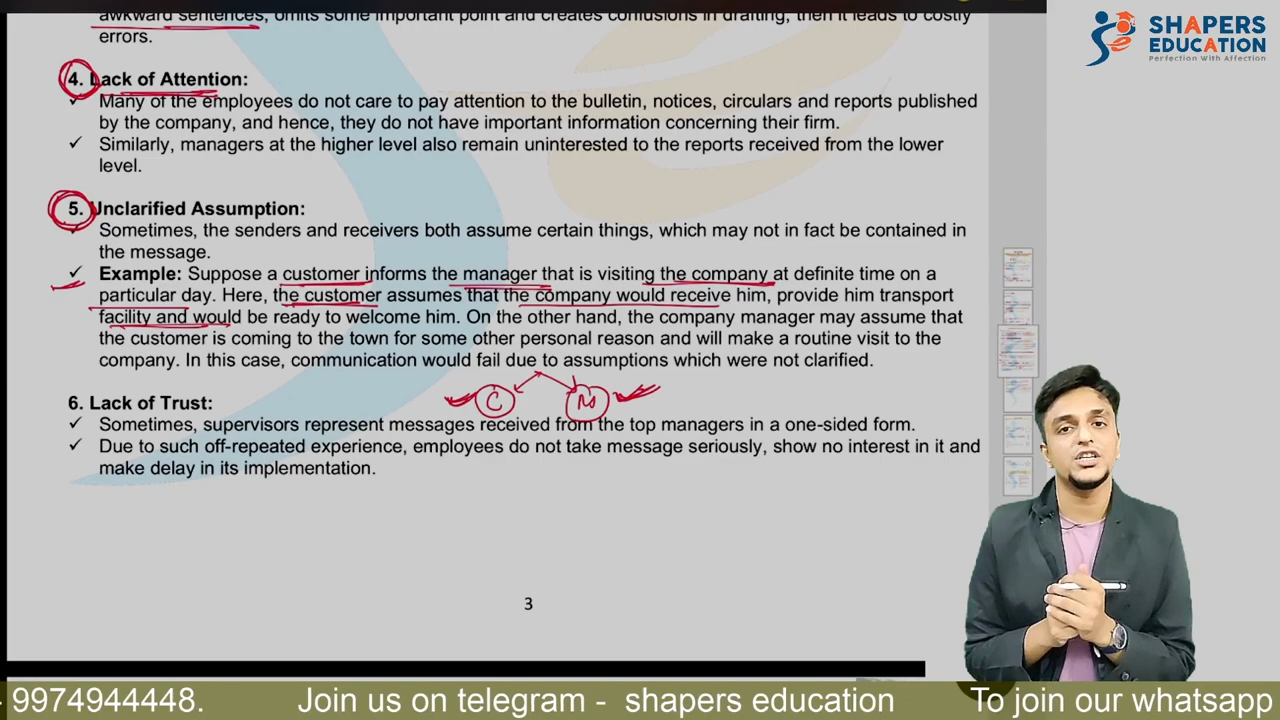 awkward sentences, omits some important point and creates confusions in drafting, then it leads to costly
errors.
SHAPERS
EDUCATION
Perfection With Affection
4. Lack of Attention:
Many of the employees do not care to pay attention to the bulletin, notices, circulars and reports published
by the company, and hence, they do not have important information concerning their firm.
✓ Similarly, managers at the higher level also remain uninterested to the reports received from the lower
level.
5. Unclarified Assumption:
Sometimes, the senders and receivers both assume certain things, which may not in fact be contained in
the message.
✓ Example: Suppose a customer informs the manager that is visiting the company at definite time on a
particular day. Here, the customer assumes that the company would receive him, provide him transport
facility and would be ready to welcome him. On the other hand, the company manager may assume that
the customer is coming to the town for some other personal reason and will make a routine visit to the
company. In this case, communication would fail due to assumptions which were not clarified.
C M
6. Lack of Trust:
✓ Sometimes, supervisors represent messages received from the top managers in a one-sided form.
✓ Due to such off-repeated experience, employees do not take message seriously, show no interest in it and
make delay in its implementation.
3
- 9974944448. Join us on telegram - shapers education To join our whatsapp